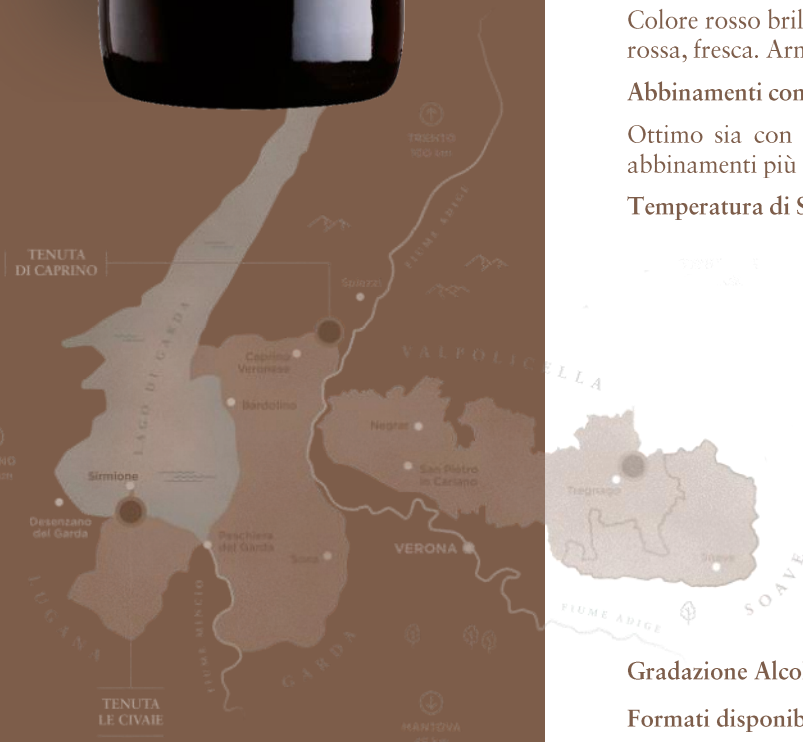 Colore rosso bril
rossa, fresca. Arm
Abbinamenti con
Ottimo sia con
abbinamenti più
Temperatura di S
TRENTO
100 km
FIUME ADIGE
TENUTA
DI CAPRINO
Spiazzi
LAGO DI GARDA
VALPOLICELLA
Caprino
Veronese
Bardolino
Negrar
San Pietro
in Cariano
Sirmione
Tregnago
Desenzano
del Garda
Peschiera
del Garda
Sona
VERONA
Soave
SOAVE
LUGANA
FIUME MINCIO
GARDA
FIUME ADIGE
TENUTA
LE CIVAIE
MANTOVA
Gradazione Alco
Formati disponib